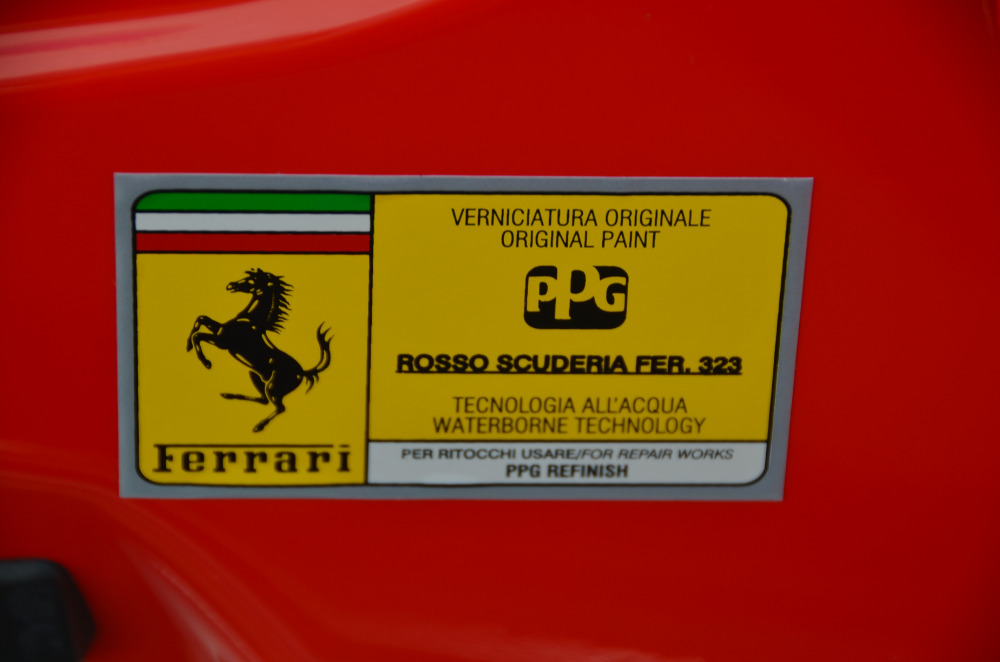 VERNICIATURA ORIGINALE
ORIGINAL PAINT
PPG
ROSSO SCUDERIA FER. 323
TECNOLOGIA ALL'ACQUA
WATERBORNE TECHNOLOGY
PER RITOCCHI USARE/FOR REPAIR WORKS
PPG REFINISH
Ferrari